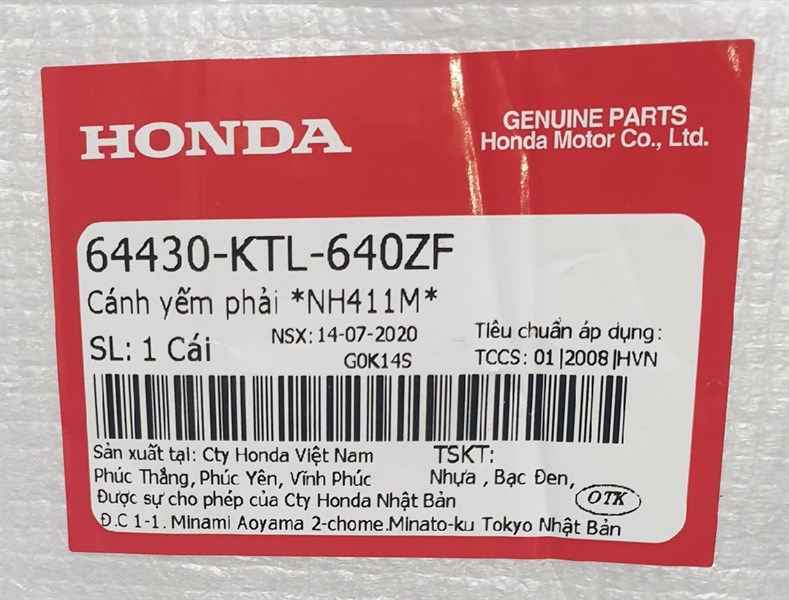 HONDA
GENUINE PARTS
Honda Motor Co., Ltd.
64430-KTL-640ZF
Cánh yếm phải *NH411M*
SL: 1 Cái
NSX: 14-07-2020
G0K14S
Tiêu chuẩn áp dụng:
TCCS: 01|2008|HVN
Sản xuất tại: Cty Honda Việt Nam
Phúc Thắng, Phúc Yên, Vĩnh Phúc
Được sự cho phép của Cty Honda Nhật Bản
Đ.C 1-1. Minami Aoyama 2-chome.Minato-ku Tokyo Nhật Bản
TSKT:
Nhựa , Bạc Đen,
OTK